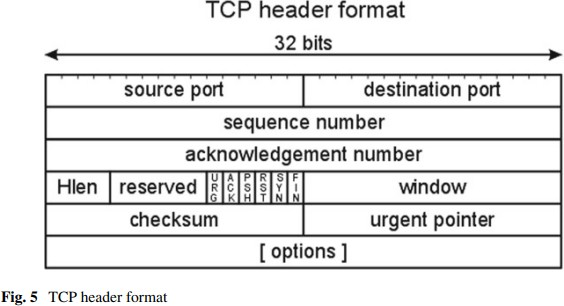 TCP header format
32 bits
source port destination port
sequence number
acknowledgement number
Hlen reserved URG ACK PSH RST SYN FIN window
checksum urgent pointer
[ options ]
Fig. 5 TCP header format